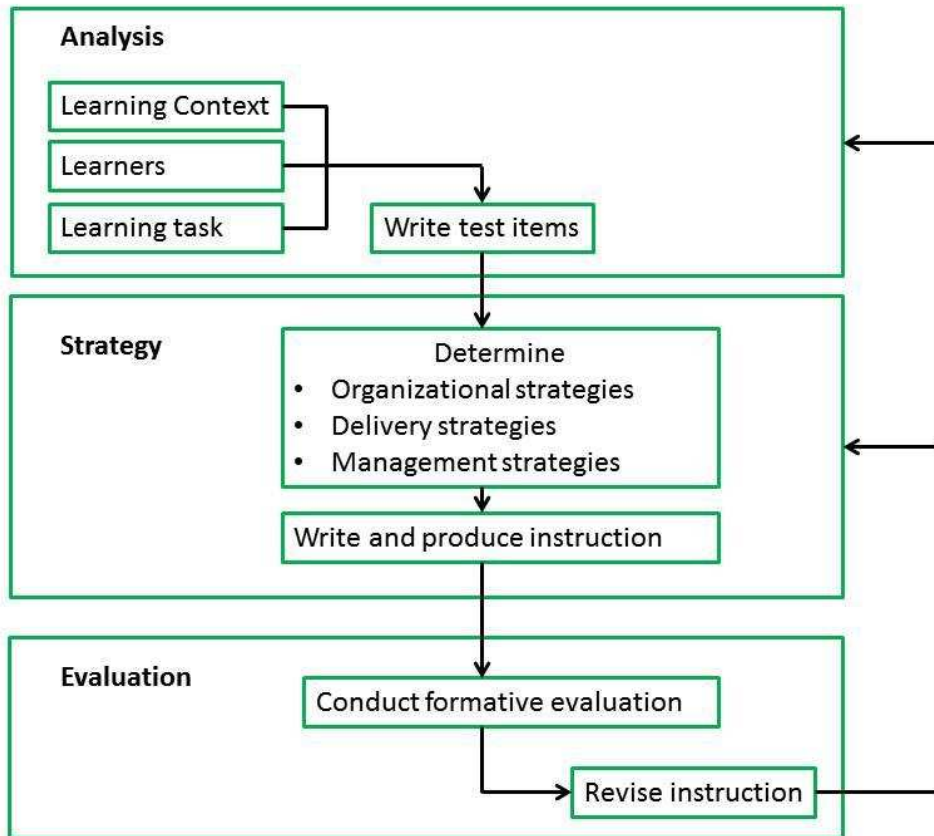 Analysis
Learning Context
Learners
Learning task
Write test items
Strategy
Determine
• Organizational strategies
• Delivery strategies
• Management strategies
Write and produce instruction
Evaluation
Conduct formative evaluation
Revise instruction